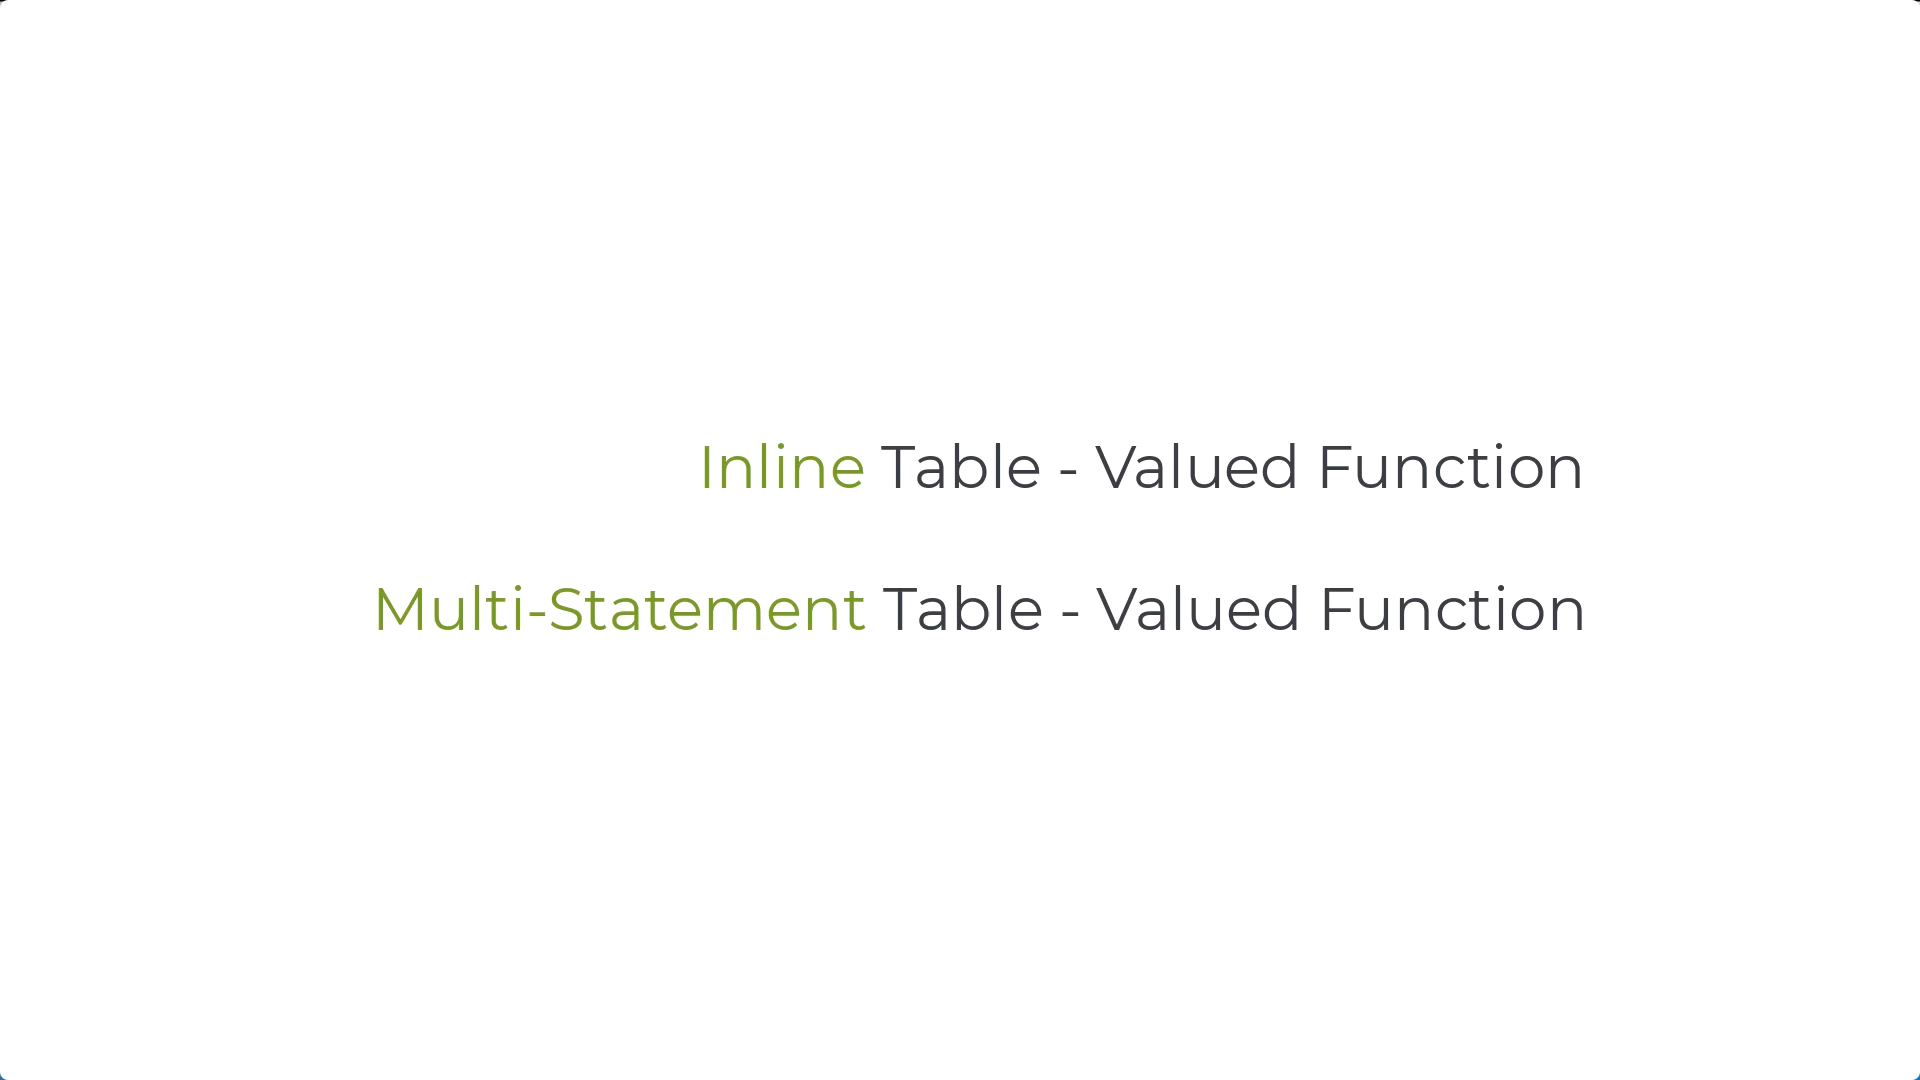 Inline Table - Valued Function
Multi-Statement Table - Valued Function